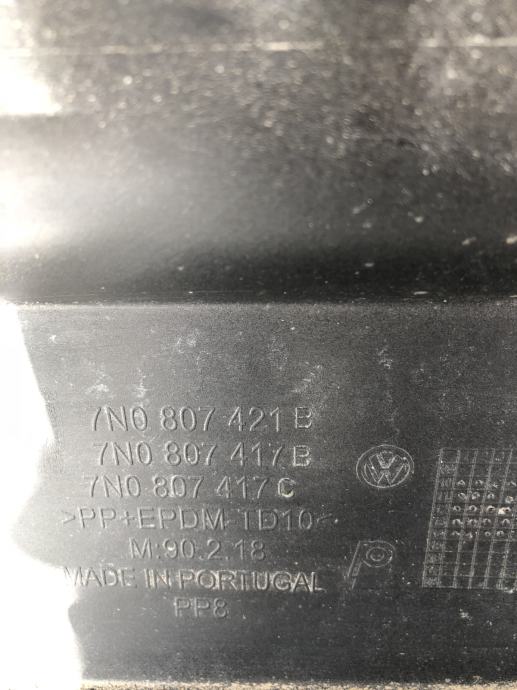 7N0 807 421 B
7N0 807 417 B
7N0 807 417 C
>PP+EPDM-TD10<
M.90.2.18
MADE IN PORTUGAL
PP8